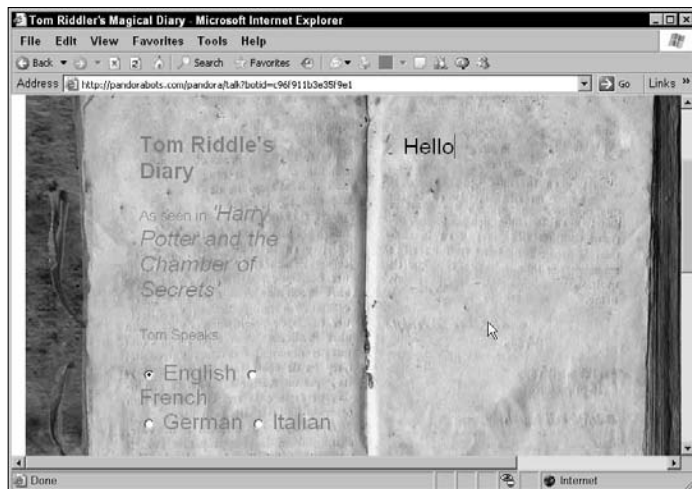 Tom Riddler's Magical Diary - Microsoft Internet Explorer
File Edit View Favorites Tools Help
Back Search Favorites
Address http://pandorabots.com/pandora/talk?botid=c96f911b3e35f9e1 Go Links »
Tom Riddle's
Diary
Hello
As seen in 'Harry
Potter and the
Chamber of
Secrets'
Tom Speaks
English
French
German Italian
Done Internet